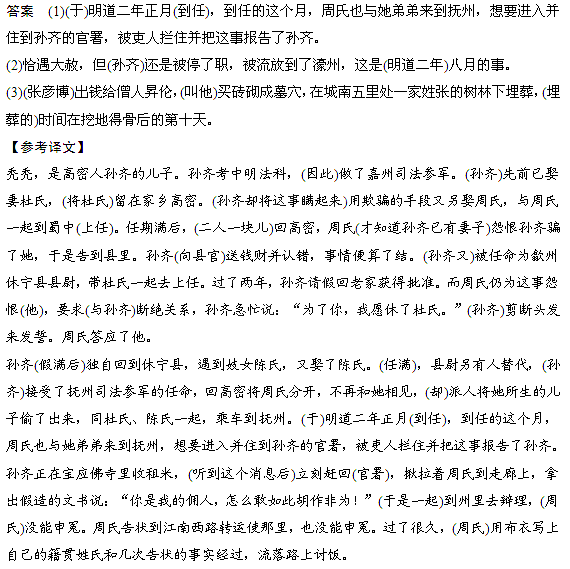 答案　(1)(于)明道二年正月(到任)，到任的这个月，周氏也与她弟弟来到抚州，想要进入并
住到孙齐的官署，被吏人拦住并把这事报告了孙齐。
(2)恰遇大赦，但(孙齐)还是被停了职，被流放到了濠州，这是(明道二年)八月的事。
(3)(张彦博)出钱给僧人昇伦，(叫他)买砖砌成墓穴，在城南五里处一家姓张的树林下埋葬，(埋
葬的)时间在挖地得骨后的第十天。
【参考译文】
秃秃，是高密人孙齐的儿子。孙齐考中明法科，(因此)做了嘉州司法参军。(孙齐)先前已娶
妻杜氏，(将杜氏)留在家乡高密。(孙齐却将这事瞒起来)用欺骗的手段又另娶周氏，与周氏
一起到蜀中(上任)。任期满后，(二人一块儿)回高密，周氏(才知道孙齐已有妻子)怨恨孙齐骗
了她，于是告到县里。孙齐(向县官)送钱财并认错，事情便算了结。(孙齐又)被任命为歙州
休宁县县尉，带杜氏一起去上任。过了两年，孙齐请假回老家获得批准。而周氏仍为这事怨
恨(他)，要求(与孙齐)断绝关系，孙齐急忙说：“为了你，我愿休了杜氏。”(孙齐)剪断头发
来发誓。周氏答应了他。
孙齐(假满后)独自回到休宁县，遇到妓女陈氏，又娶了陈氏。(任满)，县尉另有人替代，(孙
齐)接受了抚州司法参军的任命，回高密将周氏分开，不再和她相见，(却)派人将她所生的儿
子偷了出来，同杜氏、陈氏一起，乘车到抚州。(于)明道二年正月(到任)，到任的这个月，
周氏也与她弟弟来到抚州，想要进入并住到孙齐的官署，被吏人拦住并把这事报告了孙齐。
孙齐正在宝应佛寺里收租米，(听到这个消息后)立刻赶回(官署)，揪拉着周氏到走廊上，拿
出假造的文书说：“你是我的佣人，怎么敢如此胡作非为！”(于是一起)到州里去辩理，(周
氏)没能申冤。周氏告状到江南西路转运使那里，也没能申冤。过了很久，(周氏)用布衣写上
自己的籍贯姓氏和几次告状的事实经过，流落路上讨饭。